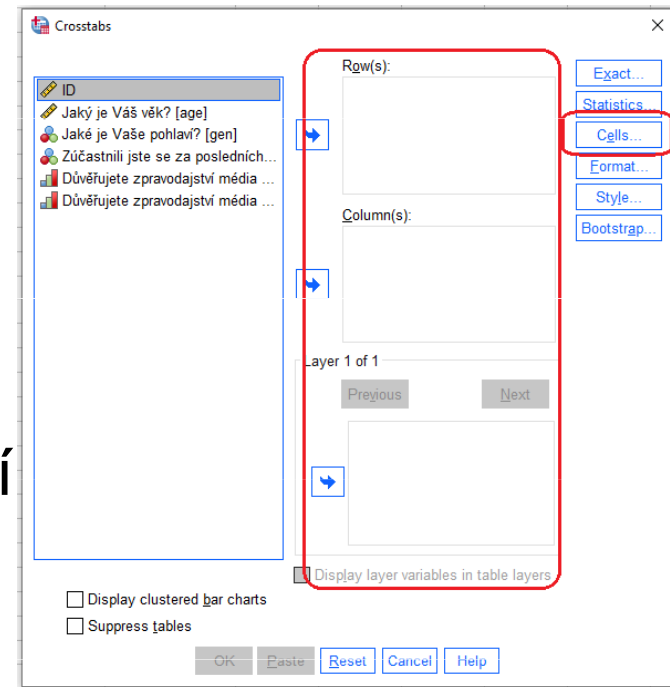 Crosstabs
Row(s):
Exact...
ID
Statistics...
Jaký je Váš věk? [age]
Jaké je Vaše pohlaví? [gen]
Cells...
Zúčastnili jste se za posledních...
Format...
Důvěřujete zpravodajství média ...
Style...
Důvěřujete zpravodajství média ...
Column(s):
Bootstrap...
Layer 1 of 1
Previous
Next
í
Display layer variables in table layers
Display clustered bar charts
Suppress tables
OK
Paste
Reset
Cancel
Help